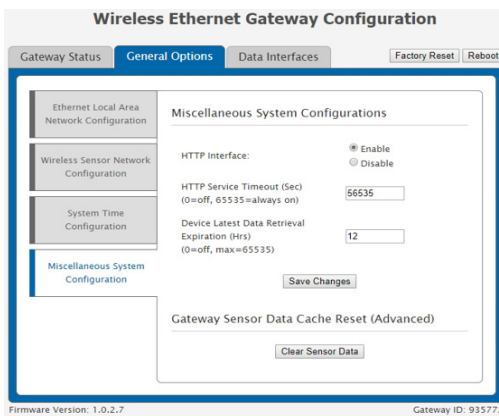 Wireless Ethernet Gateway Configuration
Gateway Status
General Options
Data Interfaces
Factory Reset
Reboot
Ethernet Local Area
Network Configuration
Wireless Sensor Network
Configuration
System Time
Configuration
Miscellaneous System
Configuration
Miscellaneous System Configurations
HTTP Interface:
Enable
Disable
HTTP Service Timeout (Sec)
(0=off, 65535=always on)
56535
Device Latest Data Retrieval
Expiration (Hrs)
(0=off, max=65535)
12
Save Changes
Gateway Sensor Data Cache Reset (Advanced)
Clear Sensor Data
Firmware Version: 1.0.2.7
Gateway ID: 93577